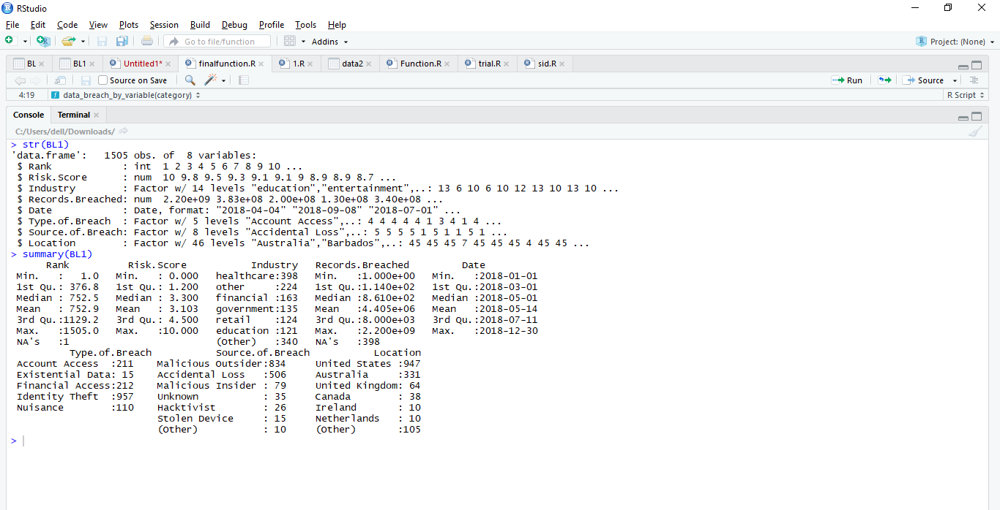 RStudio
File Edit Code View Plots Session Build Debug Profile Tools Help
Go to file/function Addins Project: (None)
BL BL1 Untitled1* finalfunction.R 1.R data2 Function.R trial.R sid.R
Source on Save Run Source
4:19 data_breach_by_variable(category) R Script
Console Terminal
C:/Users/dell/Downloads/
> str(BL1)
'data.frame':   1505 obs. of  8 variables:
 $ Rank            : int  1 2 3 4 5 6 7 8 9 10 ...
 $ Risk.Score      : num  10 9.8 9.5 9.3 9.1 9.1 9 8.9 8.9 8.7 ...
 $ Industry        : Factor w/ 14 levels "education","entertainment",..: 13 6 10 6 10 12 13 10 13 10 ...
 $ Records.Breached: num  2.20e+09 3.83e+08 2.00e+08 1.30e+08 3.40e+08 ...
 $ Date            : Date, format: "2018-04-04" "2018-09-08" "2018-07-01" ...
 $ Type.of.Breach  : Factor w/ 5 levels "Account Access",..: 4 4 4 4 4 1 3 4 1 4 ...
 $ Source.of.Breach: Factor w/ 8 levels "Accidental Loss",..: 5 5 5 5 1 5 1 1 5 1 ...
 $ Location        : Factor w/ 46 levels "Australia","Barbados",..: 45 45 45 7 45 45 45 4 45 45 ...
> summary(BL1)
      Rank          Risk.Score           Industry   Records.Breached         Date
 Min.   :   1.0   Min.   : 0.000   healthcare:398   Min.   :1.000e+00   Min.   :2018-01-01
 1st Qu.: 376.8   1st Qu.: 1.200   other     :224   1st Qu.:1.140e+02   1st Qu.:2018-03-01
 Median : 752.5   Median : 3.300   financial :163   Median :8.610e+02   Median :2018-05-01
 Mean   : 752.9   Mean   : 3.103   government:135   Mean   :4.405e+06   Mean   :2018-05-14
 3rd Qu.:1129.2   3rd Qu.: 4.500   retail    :124   3rd Qu.:8.000e+03   3rd Qu.:2018-07-11
 Max.   :1505.0   Max.   :10.000   education :121   Max.   :2.200e+09   Max.   :2018-12-30
 NA's   :1                         (Other)   :340   NA's   :398
          Type.of.Breach           Source.of.Breach           Location
 Account Access  :211    Malicious Outsider:834     United States :947
 Existential Data: 15    Accidental Loss   :506     Australia     :331
 Financial Access:212    Malicious Insider : 79     United Kingdom: 64
 Identity Theft  :957    Unknown           : 35     Canada        : 38
 Nuisance        :110    Hacktivist        : 26     Ireland       : 10
                         Stolen Device     : 15     Netherlands   : 10
                         (Other)           : 10     (Other)       :105
>